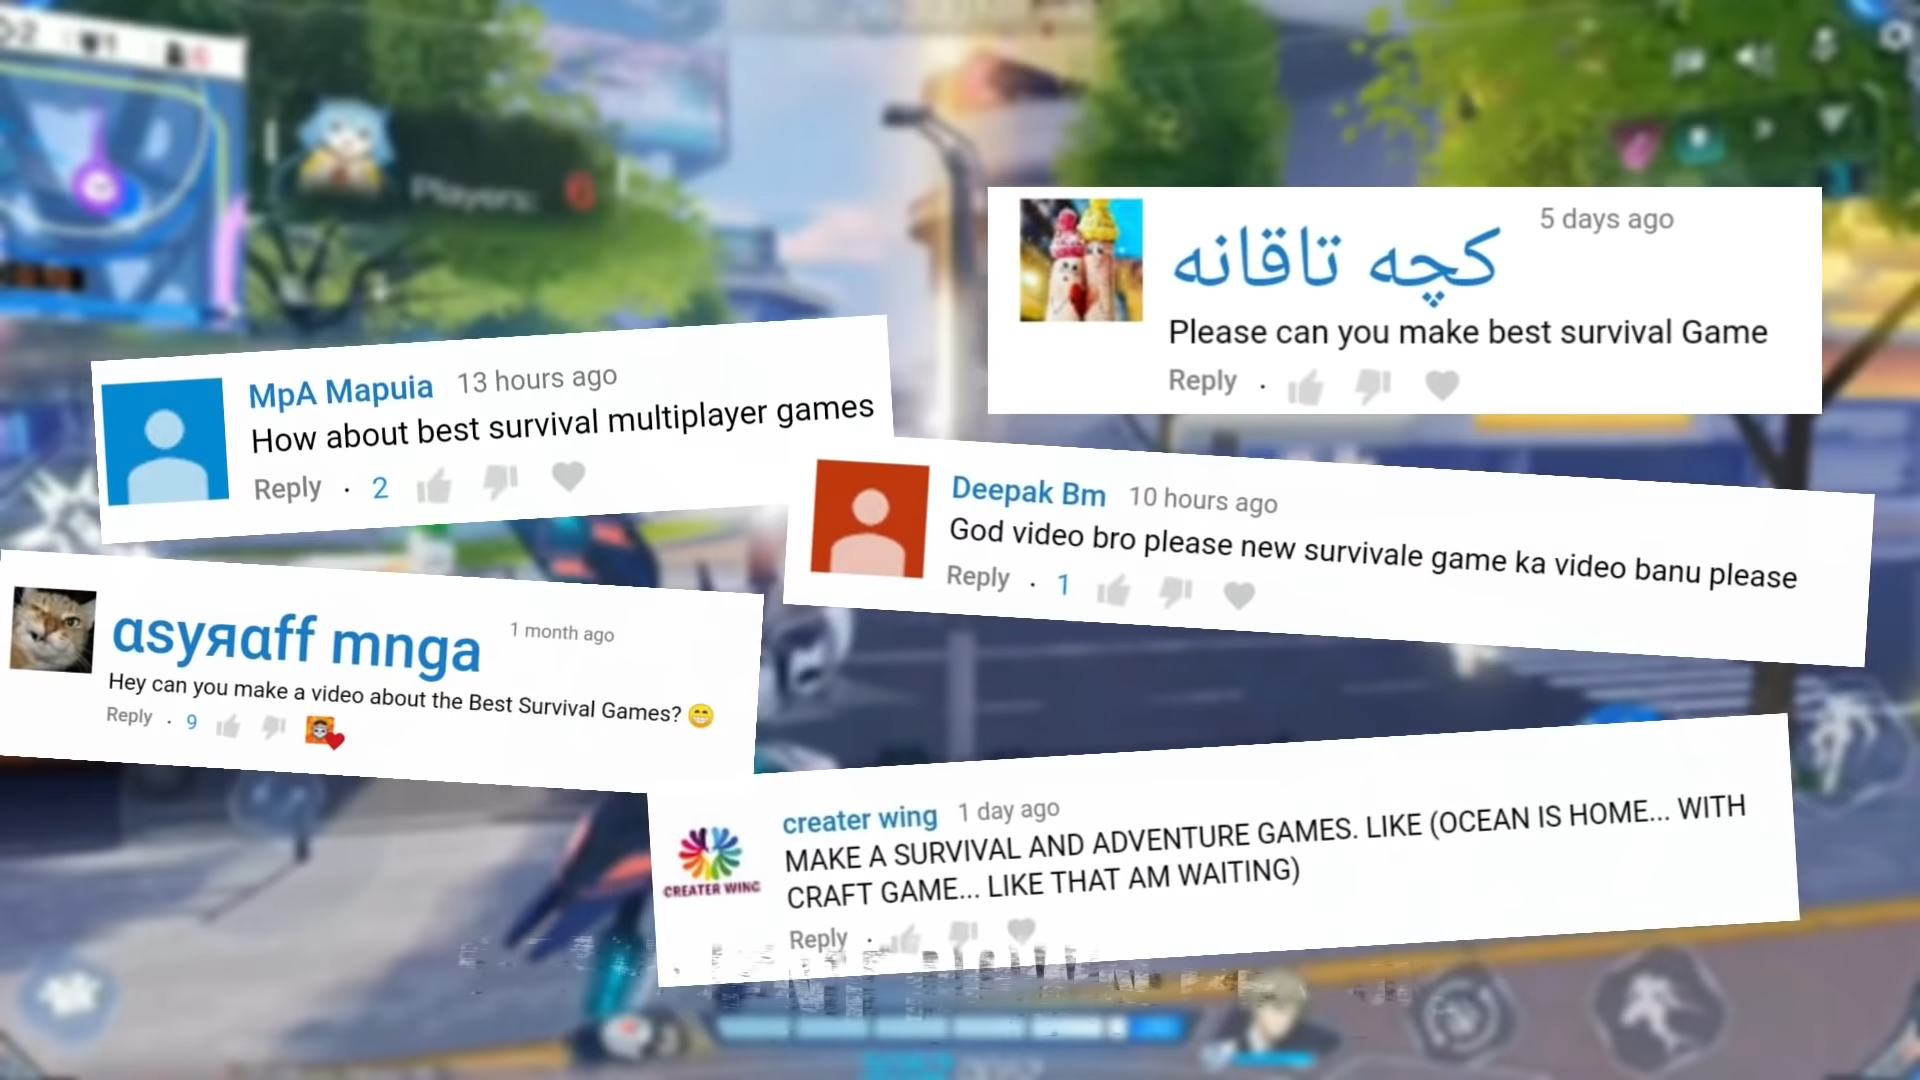 Players: 6
کچه تاقانه
5 days ago
Please can you make best survival Game
Reply
MpA Mapuia 13 hours ago
How about best survival multiplayer games
Reply · 2
Deepak Bm 10 hours ago
God video bro please new survivale game ka video banu please
Reply · 1
αsyяαff mnga 1 month ago
Hey can you make a video about the Best Survival Games? 😁
Reply · 9
creater wing 1 day ago
MAKE A SURVIVAL AND ADVENTURE GAMES. LIKE (OCEAN IS HOME... WITH
CRAFT GAME... LIKE THAT AM WAITING)
CREATER WING
Reply ·